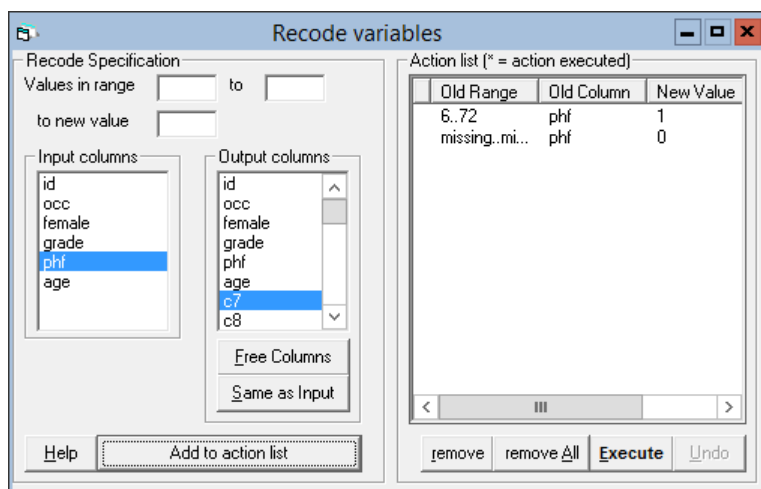 Recode variables
Recode Specification
Values in range to
to new value
Input columns
id
occ
female
grade
phf
age
Output columns
id
occ
female
grade
phf
age
c7
c8
Free Columns
Same as Input
Help Add to action list
Action list (* = action executed)
Old Range Old Column New Value
6..72 phf 1
missing..mi... phf 0
remove remove All Execute Undo